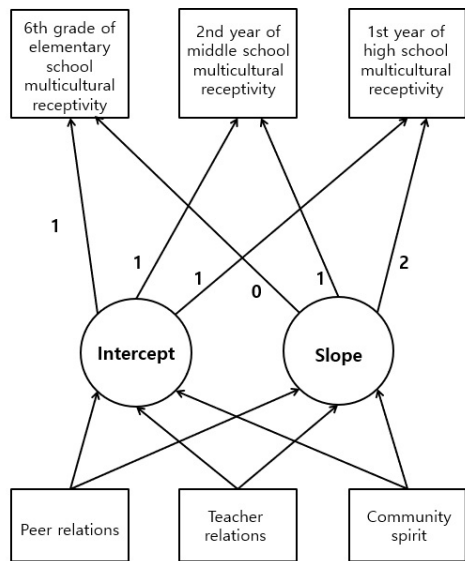 6th grade of
elementary
school
multicultural
receptivity
2nd year of
middle school
multicultural
receptivity
1st year of
high school
multicultural
receptivity
1
1
1
0
1
2
Intercept
Slope
Peer relations
Teacher
relations
Community
spirit